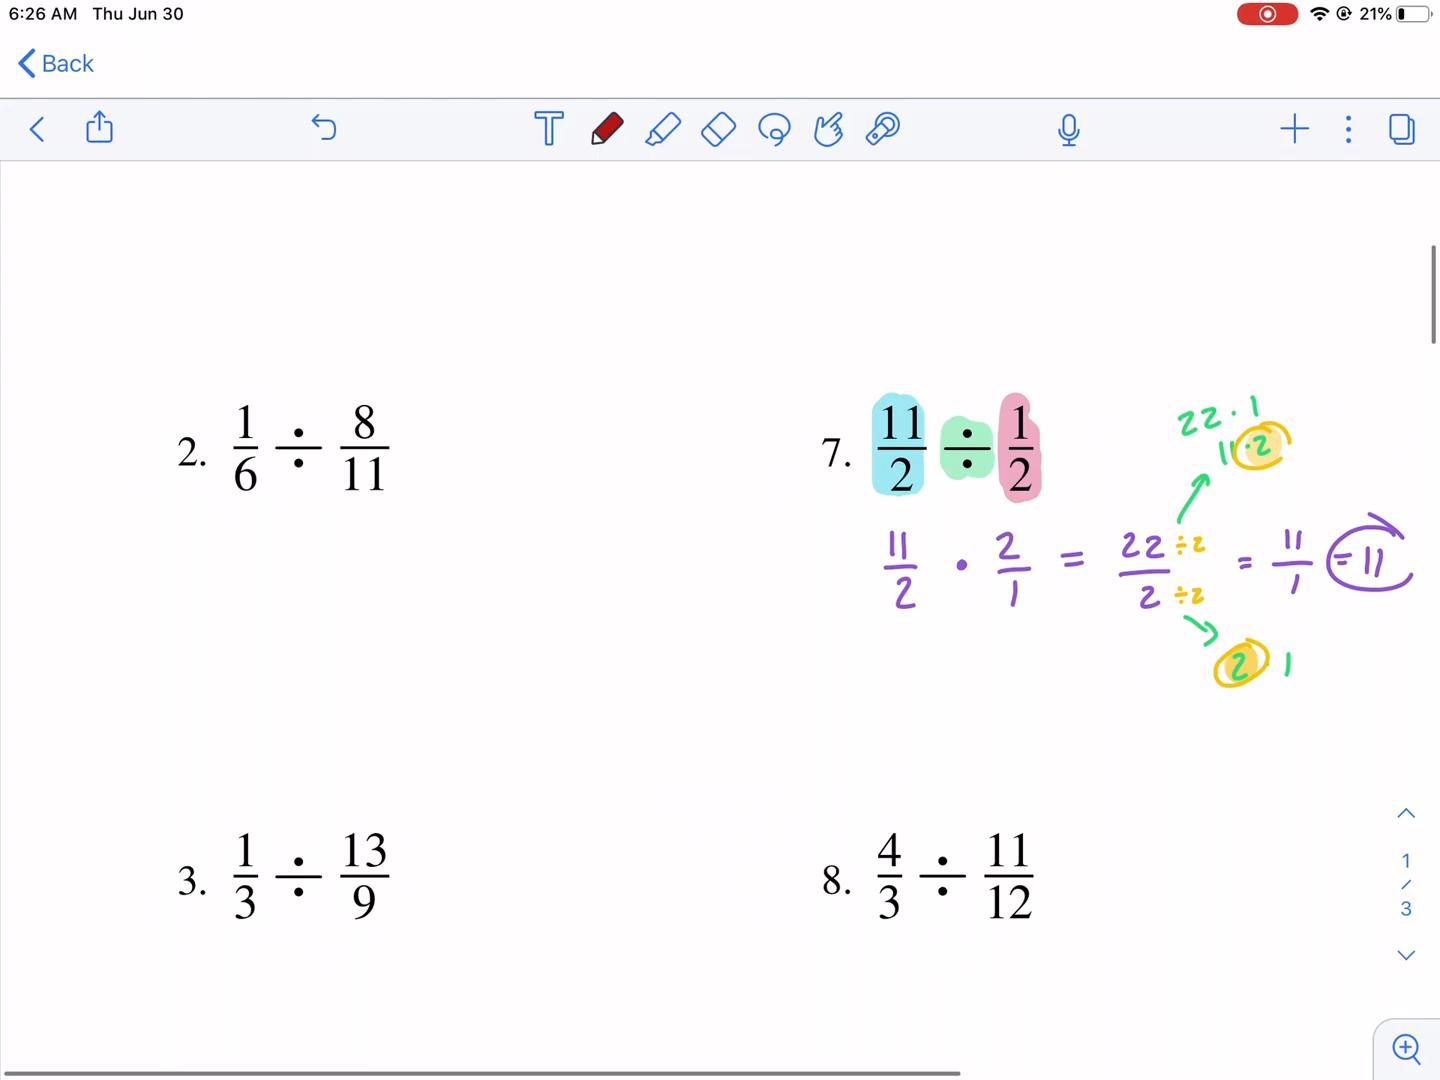 6:26 AM Thu Jun 30 21%
Back
2. 1/6 ÷ 8/11
7. 11/2 ÷ 1/2
22 · 1
11 · 2
11/2 · 2/1 = 22/2 ÷2/÷2 = 11/1 = 11
2 · 1
3. 1/3 ÷ 13/9
8. 4/3 ÷ 11/12
1
/
3